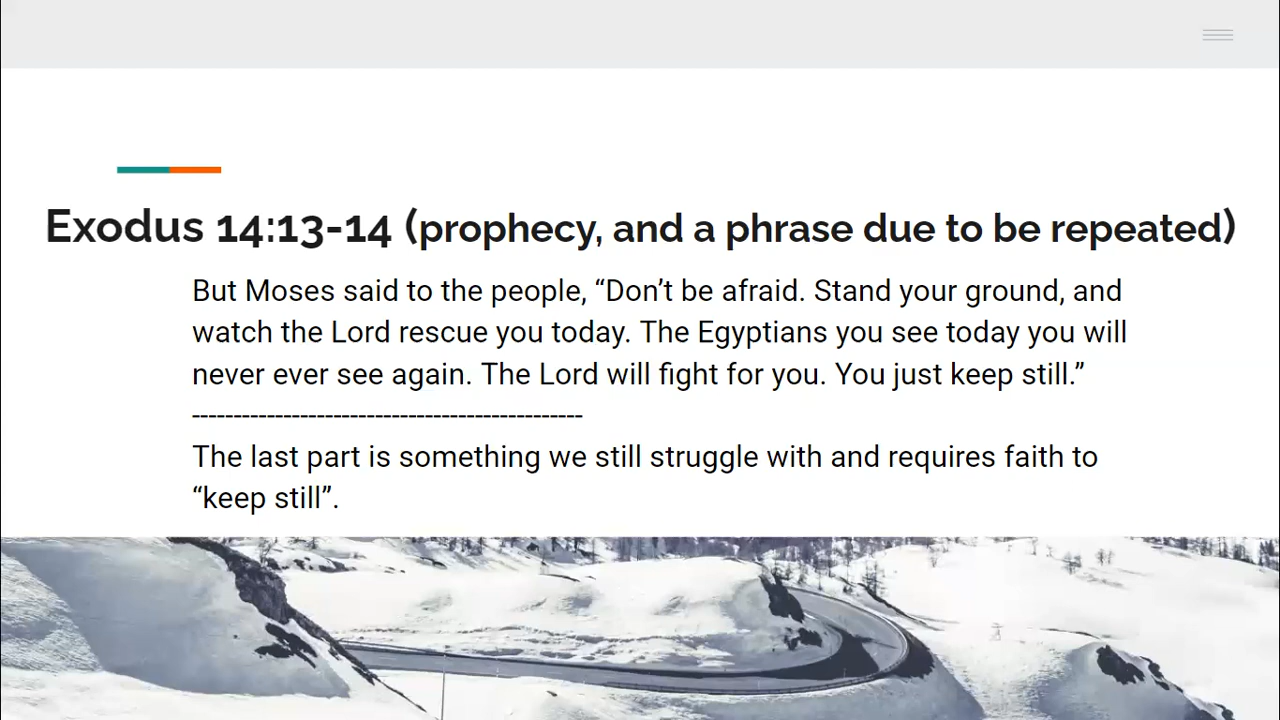 Exodus 14:13-14 (prophecy, and a phrase due to be repeated)
But Moses said to the people, “Don’t be afraid. Stand your ground, and
watch the Lord rescue you today. The Egyptians you see today you will
never ever see again. The Lord will fight for you. You just keep still.”
-----------------------------------------------
The last part is something we still struggle with and requires faith to
“keep still”.